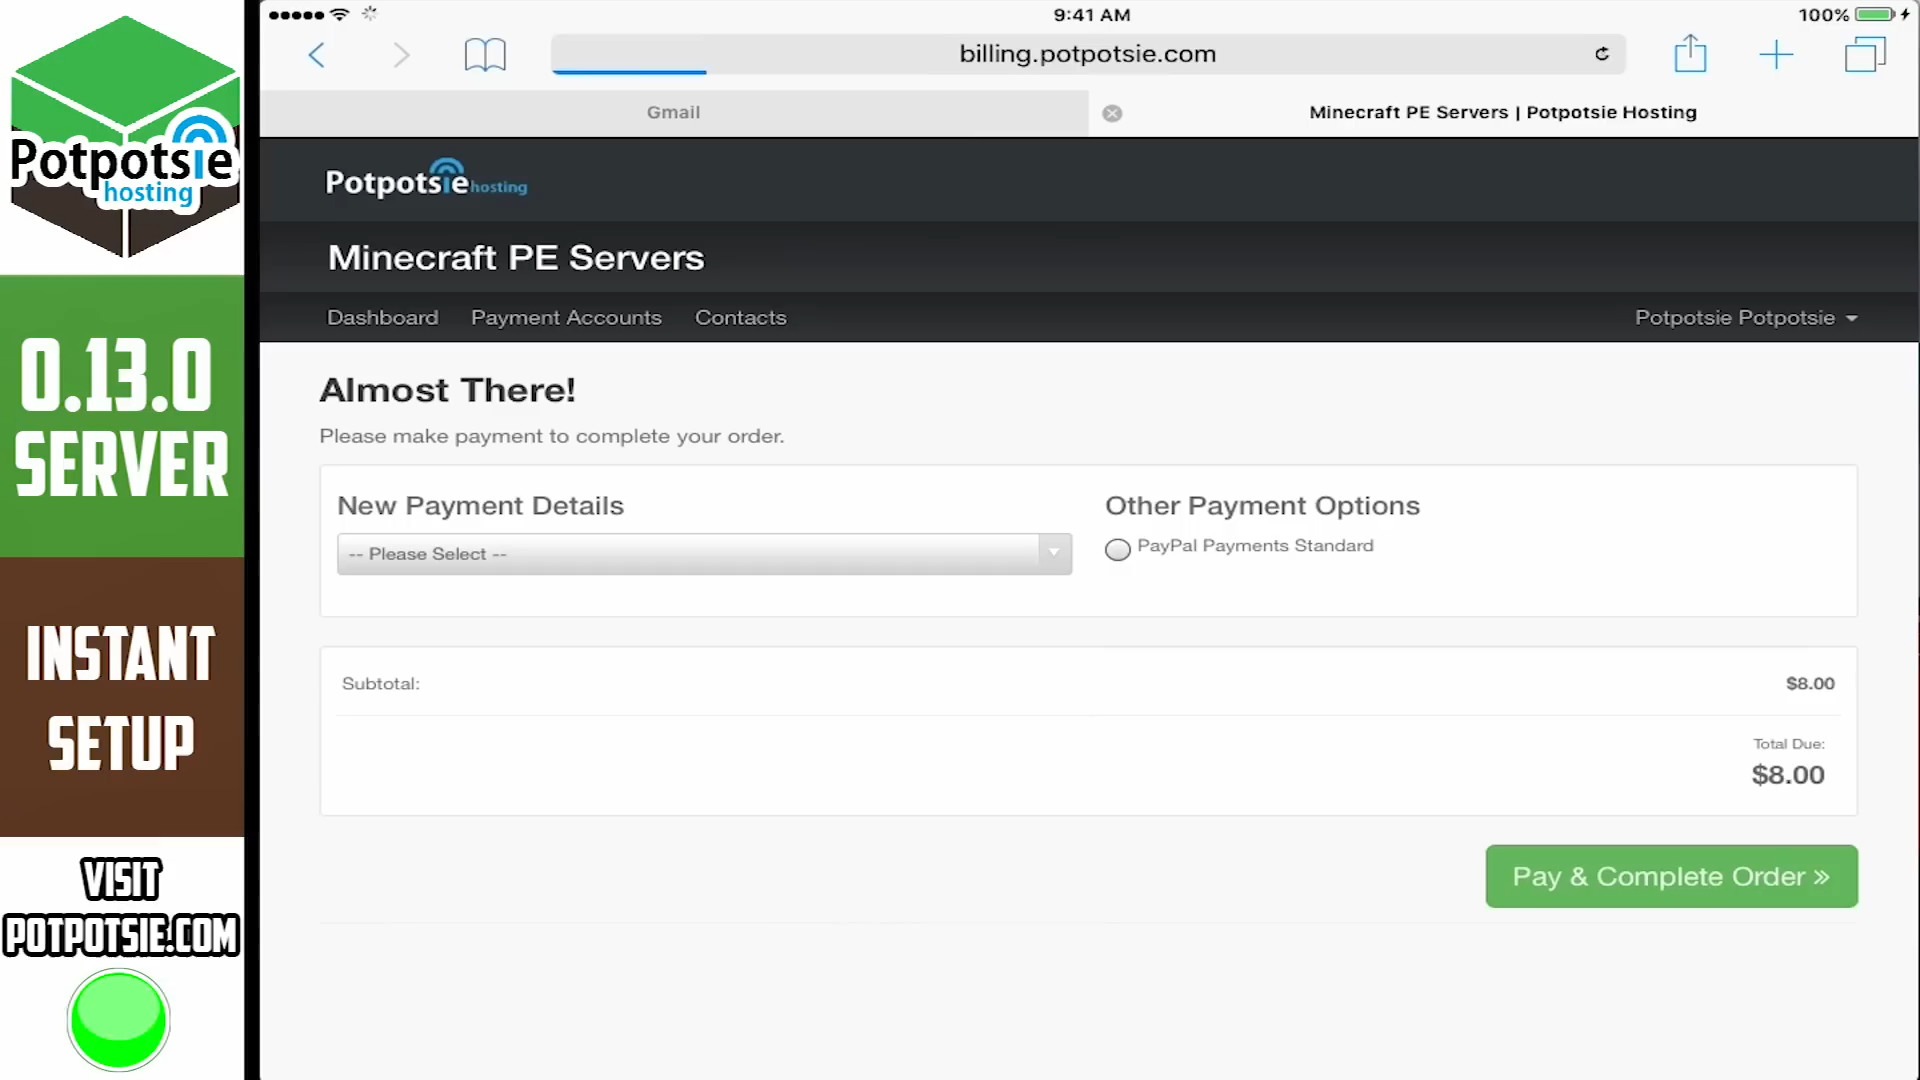 Potpotsie
hosting
0.13.0
SERVER
INSTANT
SETUP
VISIT
POTPOTSIE.COM
9:41 AM
100%
billing.potpotsie.com
Gmail
Minecraft PE Servers | Potpotsie Hosting
Potpotsie hosting
Minecraft PE Servers
Dashboard Payment Accounts Contacts Potpotsie Potpotsie
Almost There!
Please make payment to complete your order.
New Payment Details
-- Please Select --
Other Payment Options
PayPal Payments Standard
Subtotal: $8.00
Total Due:
$8.00
Pay & Complete Order »